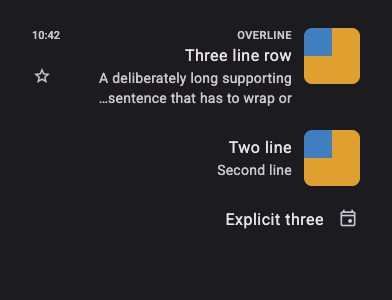 OVERLINE
10:42
Three line row
A deliberately long supporting
sentence that has to wrap or…
Two line
Second line
Explicit three